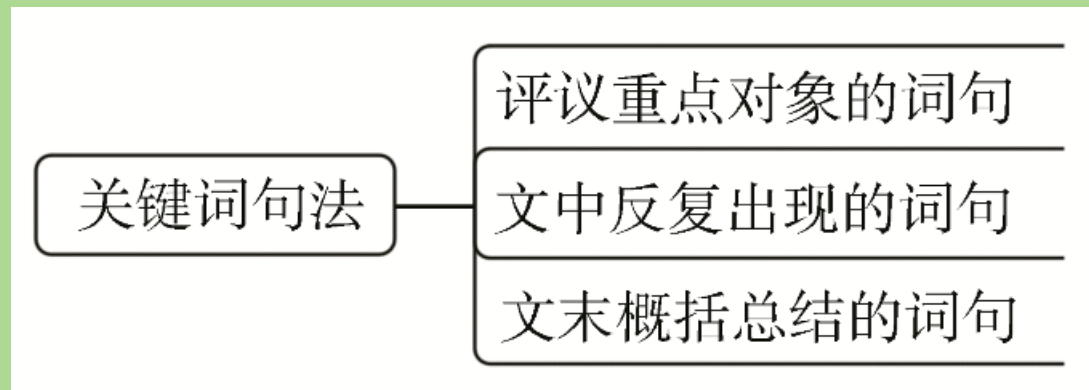 关键词句法
评议重点对象的词句
文中反复出现的词句
文末概括总结的词句